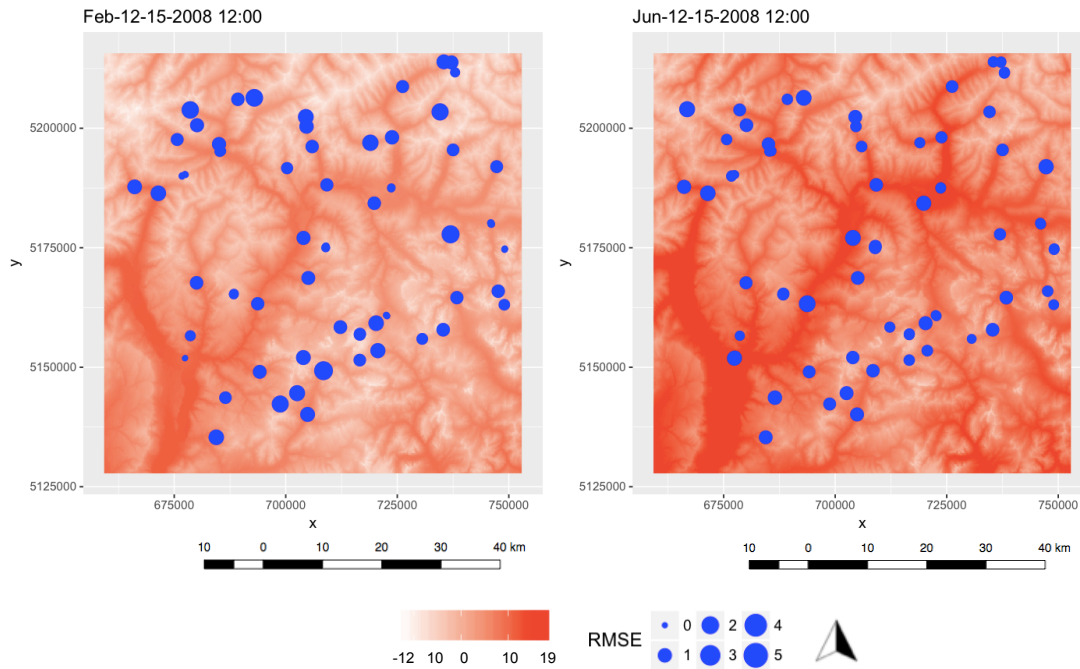 Feb-12-15-2008 12:00
Jun-12-15-2008 12:00
y
5200000
5175000
5150000
5125000
675000 700000 725000 750000
x
y
5200000
5175000
5150000
5125000
675000 700000 725000 750000
x
10 0 10 20 30 40 km
10 0 10 20 30 40 km
-12 10 0 10 19
RMSE
0 2 4
1 3 5